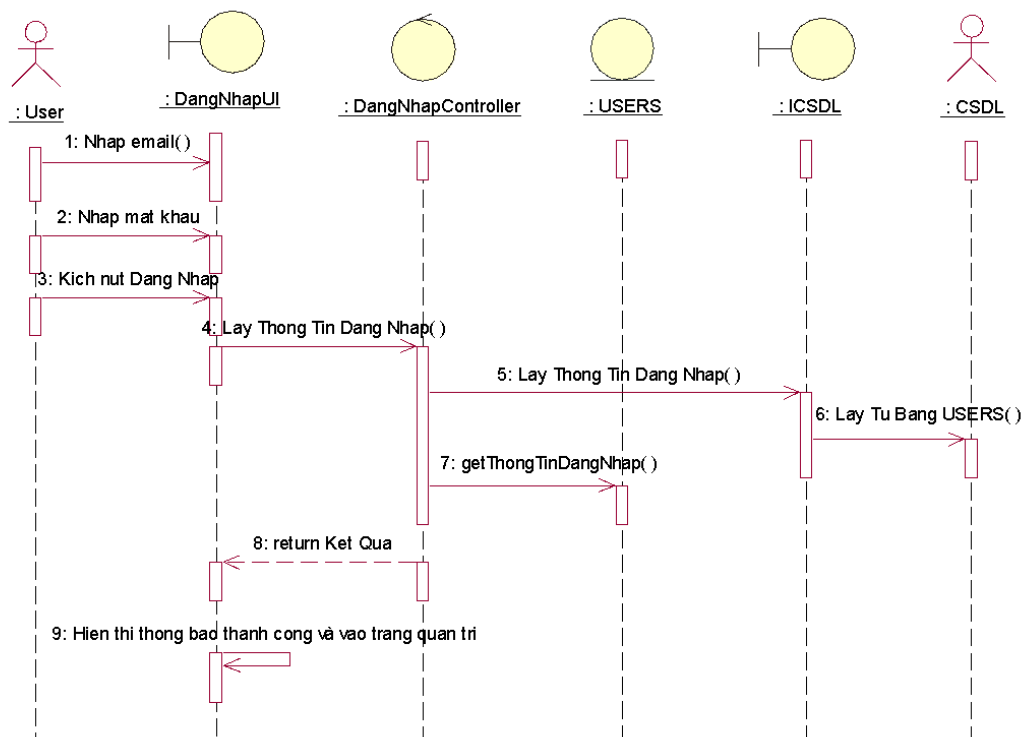 : User
: DangNhapUI
: DangNhapController
: USERS
: ICSDL
: CSDL
1: Nhap email( )
2: Nhap mat khau
3: Kich nut Dang Nhap
4: Lay Thong Tin Dang Nhap( )
5: Lay Thong Tin Dang Nhap( )
6: Lay Tu Bang USERS( )
7: getThongTinDangNhap( )
8: return Ket Qua
9: Hien thi thong bao thanh cong và vao trang quan tri